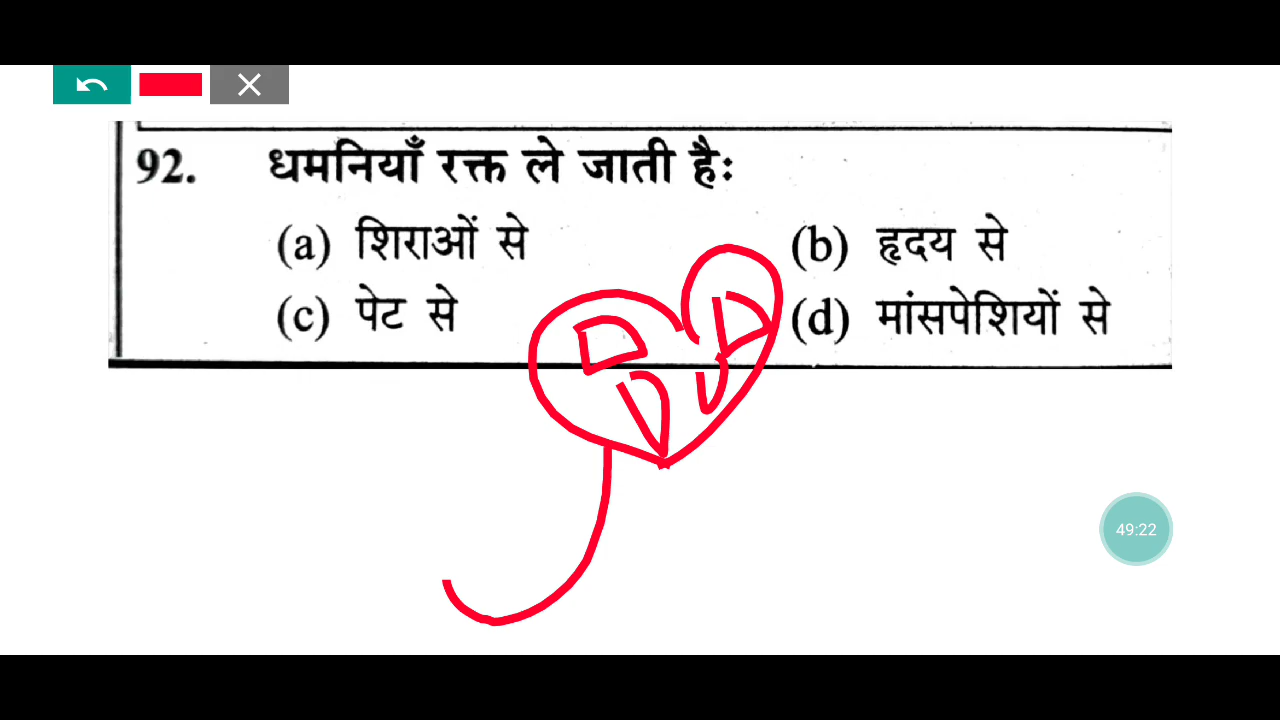 92. धमनियाँ रक्त ले जाती है:
(a) शिराओं से (b) हृदय से
(c) पेट से (d) मांसपेशियों से
49:22